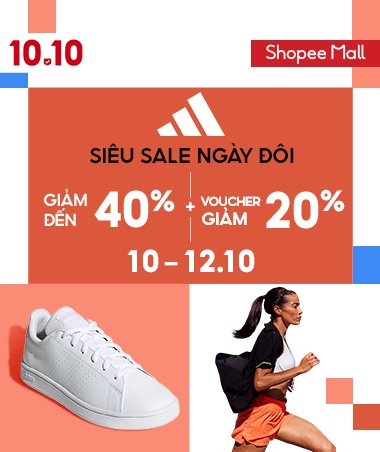 10.10
Shopee Mall
SIÊU SALE NGÀY ĐÔI
GIẢM ĐẾN 40% + VOUCHER GIẢM 20%
10 – 12.10